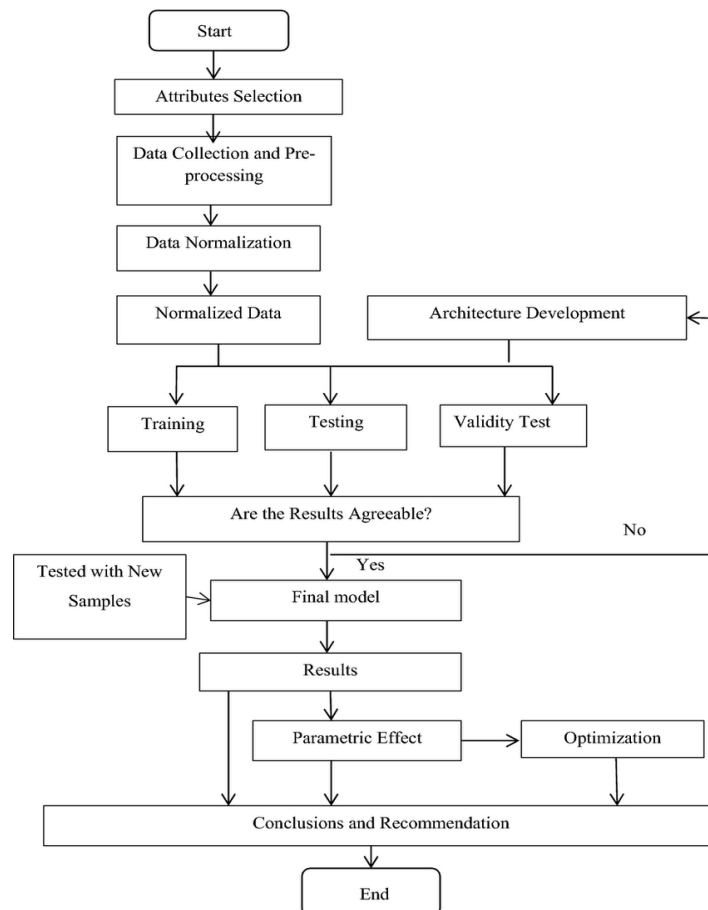 Start
Attributes Selection
Data Collection and Pre-
processing
Data Normalization
Normalized Data
Architecture Development
Training
Testing
Validity Test
Are the Results Agreeable?
No
Yes
Tested with New
Samples
Final model
Results
Parametric Effect
Optimization
Conclusions and Recommendation
End